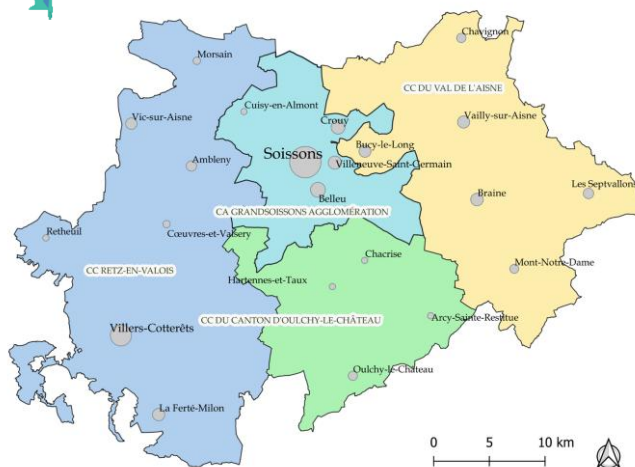 Chavignon
Morsain
CC DU VAL DE L'AISNE
Cuisy-en-Almont
Vic-sur-Aisne
Crouy
Vailly-sur-Aisne
Bucy-le-Long
Soissons
Villeneuve-Saint-Germain
Ambleny
Les Septvallons
Belleu
Braine
CA GRANDSOISSONS AGGLOMÉRATION
Cœuvres-et-Valsery
Retheuil
Chacrise
CC RETZ-EN-VALOIS
Mont-Notre-Dame
Hartennes-et-Taux
Arcy-Sainte-Restitue
CC DU CANTON D'OULCHY-LE-CHÂTEAU
Villers-Cotterêts
Oulchy-le-Château
La Ferté-Milon
0 5 10 km